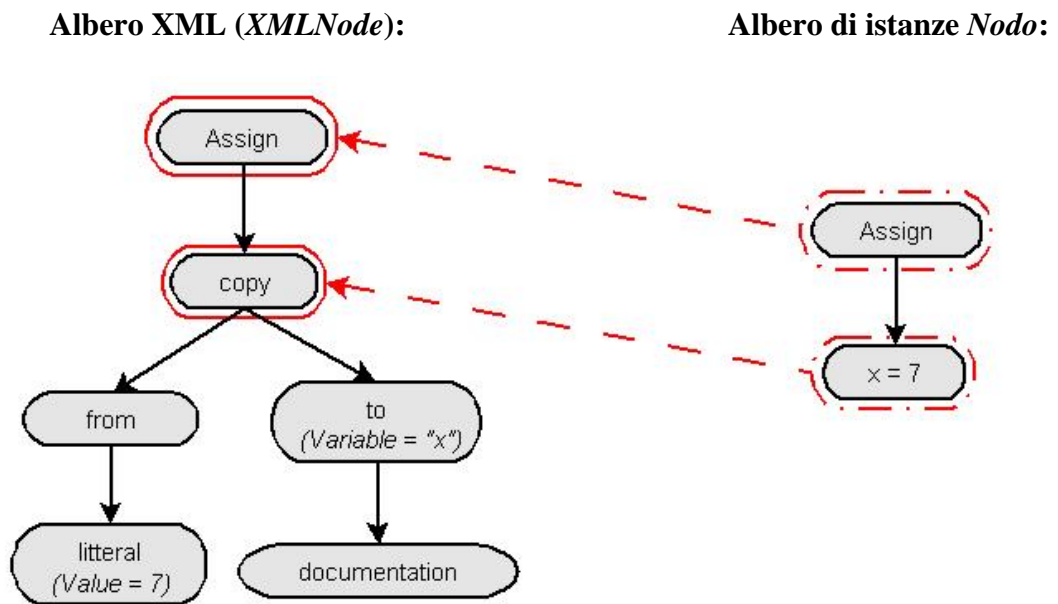 Albero XML (XMLNode):
Albero di istanze Nodo:
Assign
Assign
copy
x = 7
from
to
(Variable = "x")
litteral
(Value = 7)
documentation